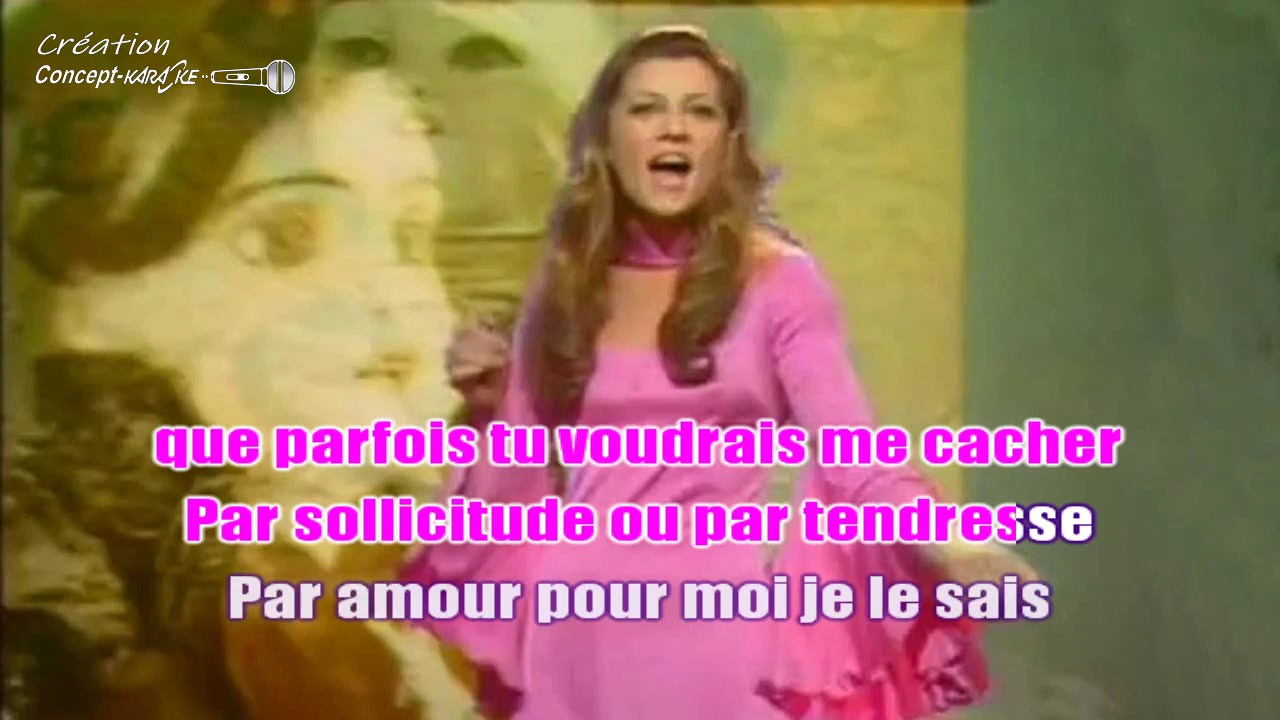 Création
Concept-KARAOKE
que parfois tu voudrais me cacher
Par sollicitude ou par tendresse
Par amour pour moi je le sais